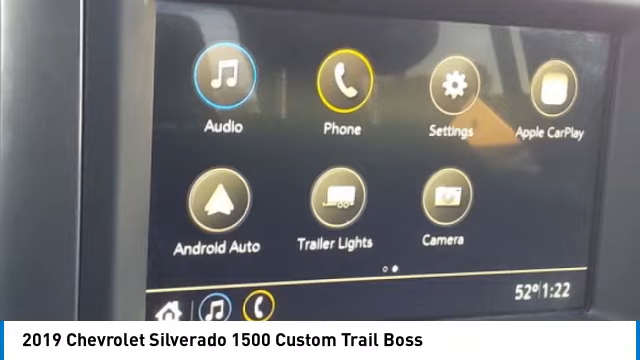 Audio Phone Settings Apple CarPlay
Android Auto Trailer Lights Camera
52° 1:22
2019 Chevrolet Silverado 1500 Custom Trail Boss